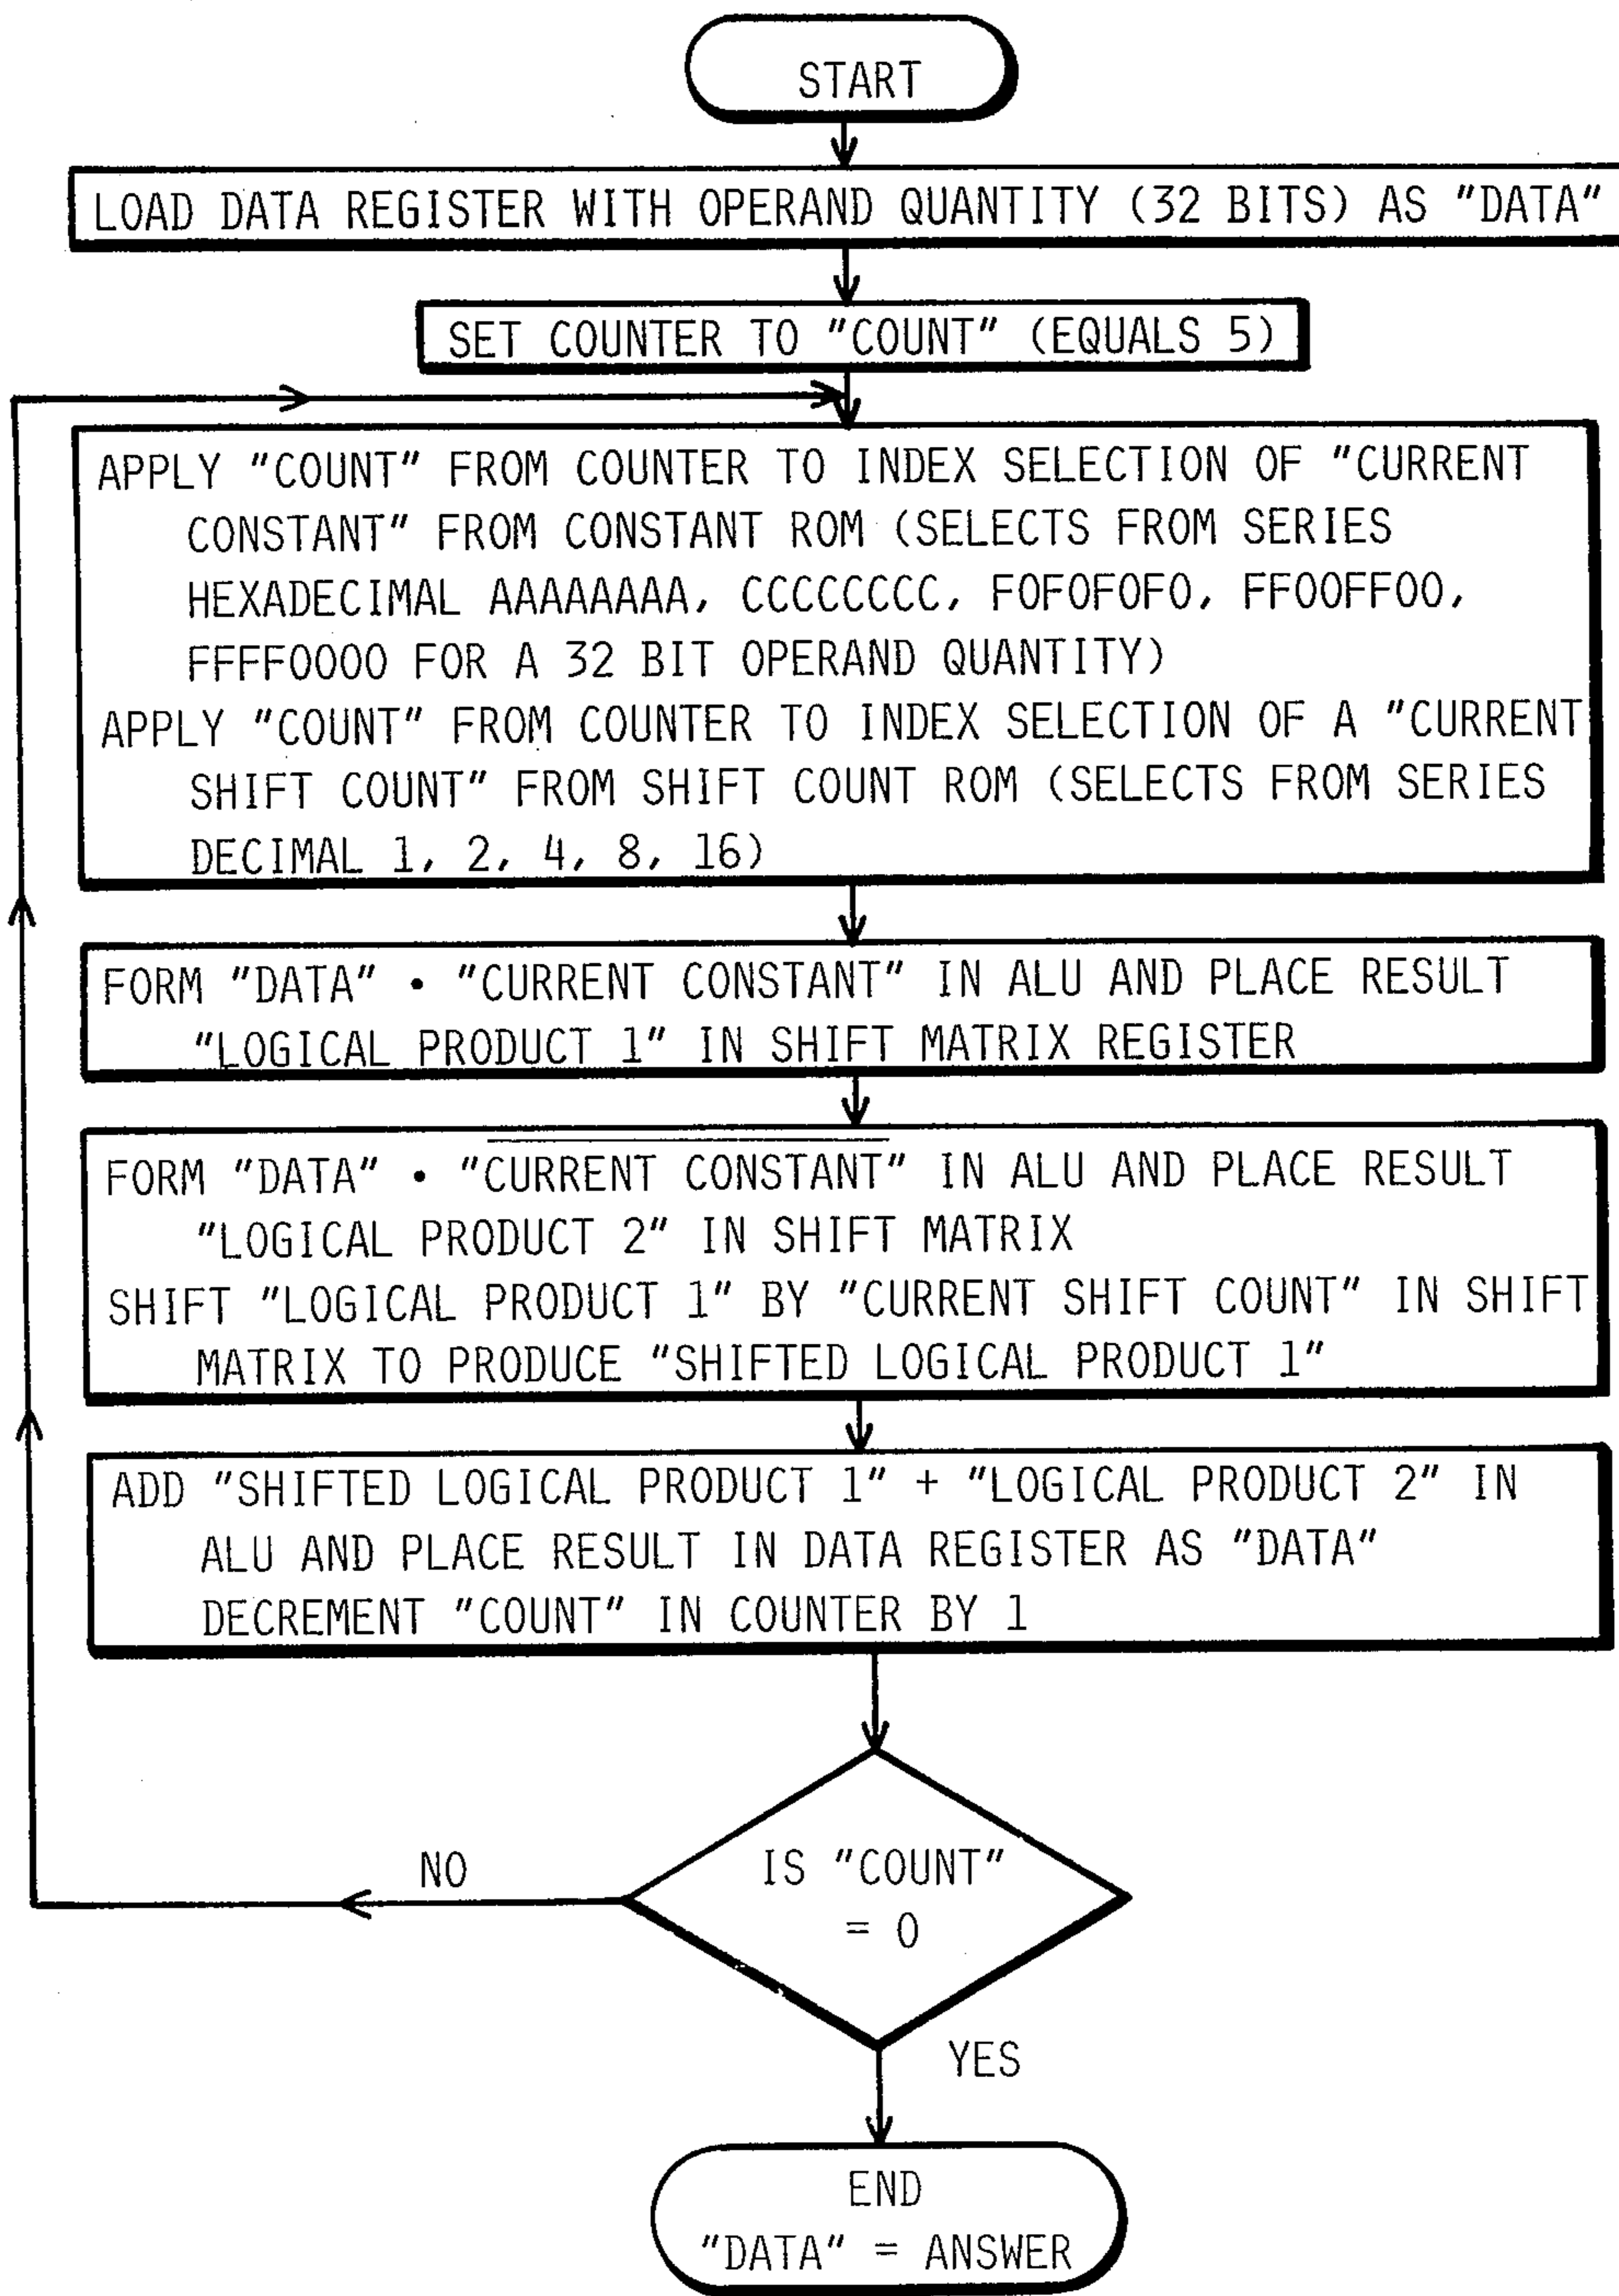 START
LOAD DATA REGISTER WITH OPERAND QUANTITY (32 BITS) AS "DATA"
SET COUNTER TO "COUNT" (EQUALS 5)
APPLY "COUNT" FROM COUNTER TO INDEX SELECTION OF "CURRENT
CONSTANT" FROM CONSTANT ROM (SELECTS FROM SERIES
HEXADECIMAL AAAAAAAA, CCCCCCCC, F0F0F0F0, FF00FF00,
FFFF0000 FOR A 32 BIT OPERAND QUANTITY)
APPLY "COUNT" FROM COUNTER TO INDEX SELECTION OF A "CURRENT
SHIFT COUNT" FROM SHIFT COUNT ROM (SELECTS FROM SERIES
DECIMAL 1, 2, 4, 8, 16)
FORM "DATA" • "CURRENT CONSTANT" IN ALU AND PLACE RESULT
"LOGICAL PRODUCT 1" IN SHIFT MATRIX REGISTER
FORM "DATA" • "CURRENT CONSTANT" IN ALU AND PLACE RESULT
"LOGICAL PRODUCT 2" IN SHIFT MATRIX
SHIFT "LOGICAL PRODUCT 1" BY "CURRENT SHIFT COUNT" IN SHIFT
MATRIX TO PRODUCE "SHIFTED LOGICAL PRODUCT 1"
ADD "SHIFTED LOGICAL PRODUCT 1" + "LOGICAL PRODUCT 2" IN
ALU AND PLACE RESULT IN DATA REGISTER AS "DATA"
DECREMENT "COUNT" IN COUNTER BY 1
IS "COUNT"
= 0
NO
YES
END
"DATA" = ANSWER